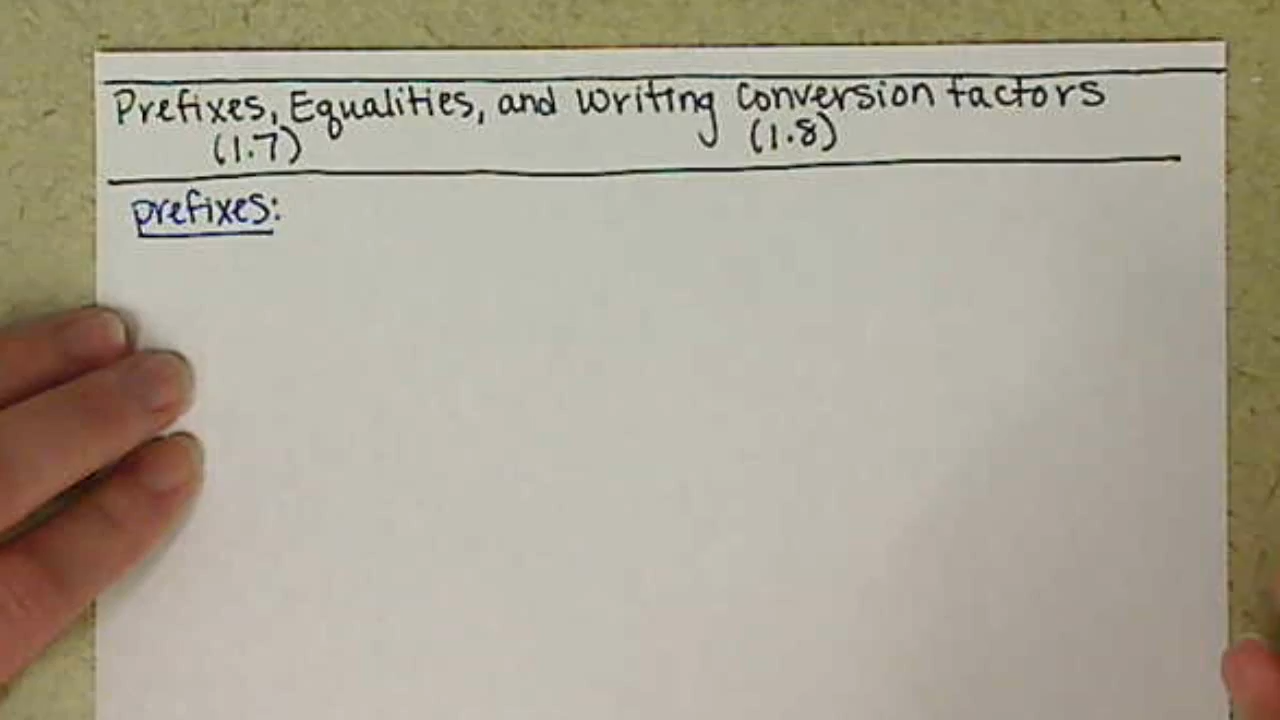 Prefixes, Equalities, and writing conversion factors
(1.7) (1.8)
prefixes: